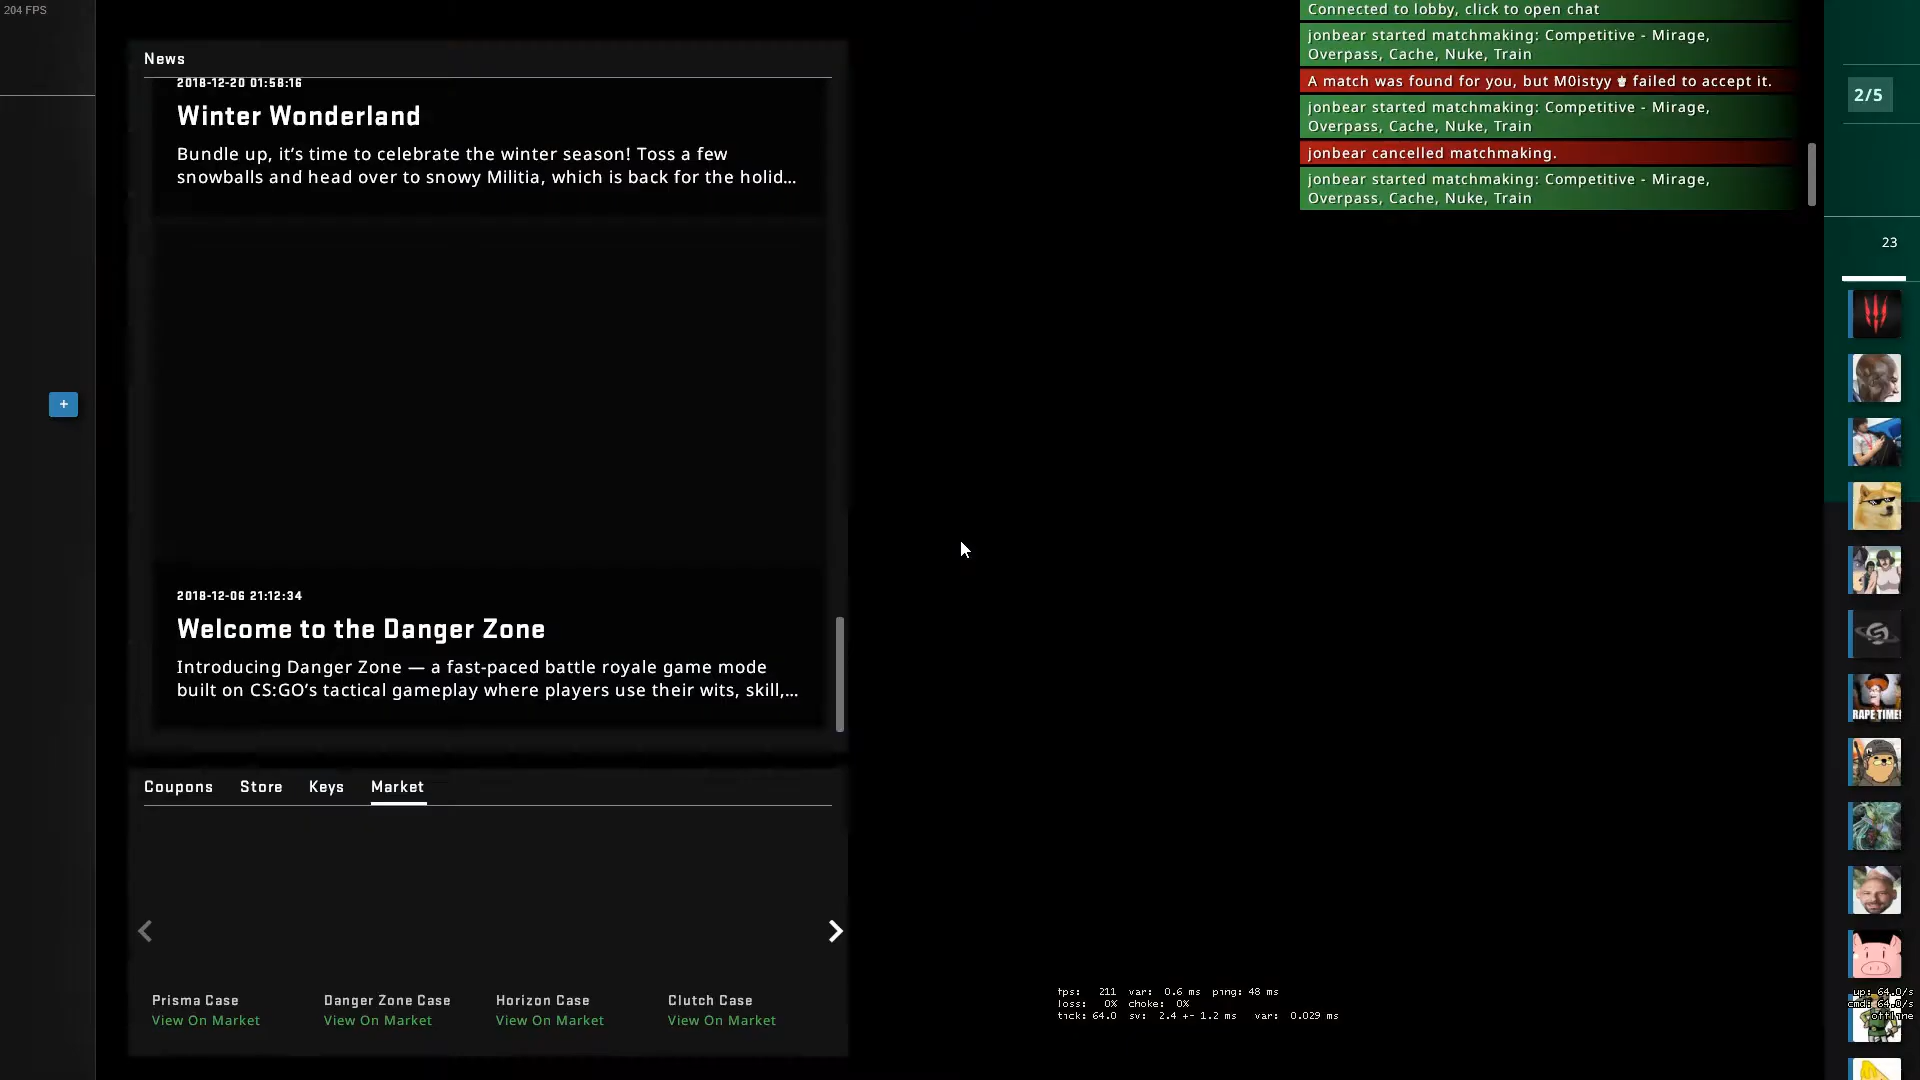 204 FPS
News
2018-12-20 01:58:16
Winter Wonderland
Bundle up, it’s time to celebrate the winter season! Toss a few
snowballs and head over to snowy Militia, which is back for the holid...
2018-12-06 21:12:34
Welcome to the Danger Zone
Introducing Danger Zone — a fast-paced battle royale game mode
built on CS:GO’s tactical gameplay where players use their wits, skill,...
Coupons Store Keys Market
Prisma Case
View On Market
Danger Zone Case
View On Market
Horizon Case
View On Market
Clutch Case
View On Market
Connected to lobby, click to open chat
jonbear started matchmaking: Competitive - Mirage,
Overpass, Cache, Nuke, Train
A match was found for you, but M0istyy failed to accept it.
jonbear started matchmaking: Competitive - Mirage,
Overpass, Cache, Nuke, Train
jonbear cancelled matchmaking.
jonbear started matchmaking: Competitive - Mirage,
Overpass, Cache, Nuke, Train
2/5
23
RAPE TIME!
fps: 211 var: 0.6 ms ping: 48 ms
loss: 0% choke: 0%
tick: 64.0 sv: 2.4 +- 1.2 ms var: 0.029 ms
up: 64.0/s
cmd: 64.0/s
offline